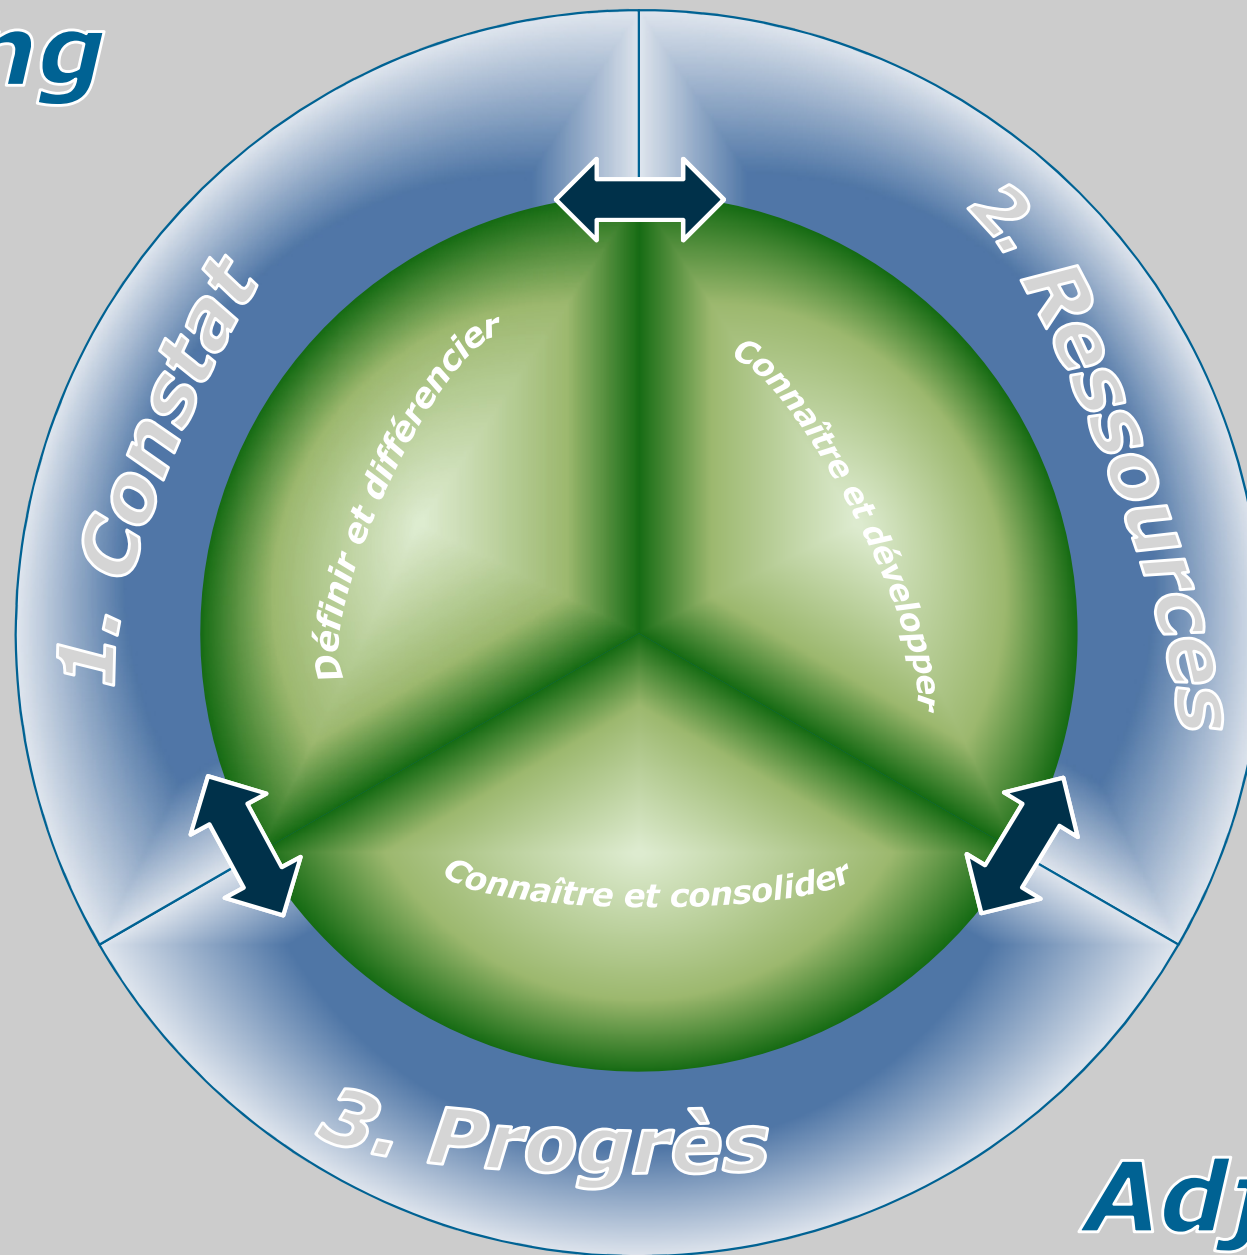 ng
1. Constat
2. Ressources
Définir et différencier
Connaître et développer
Connaître et consolider
3. Progrès
Adj